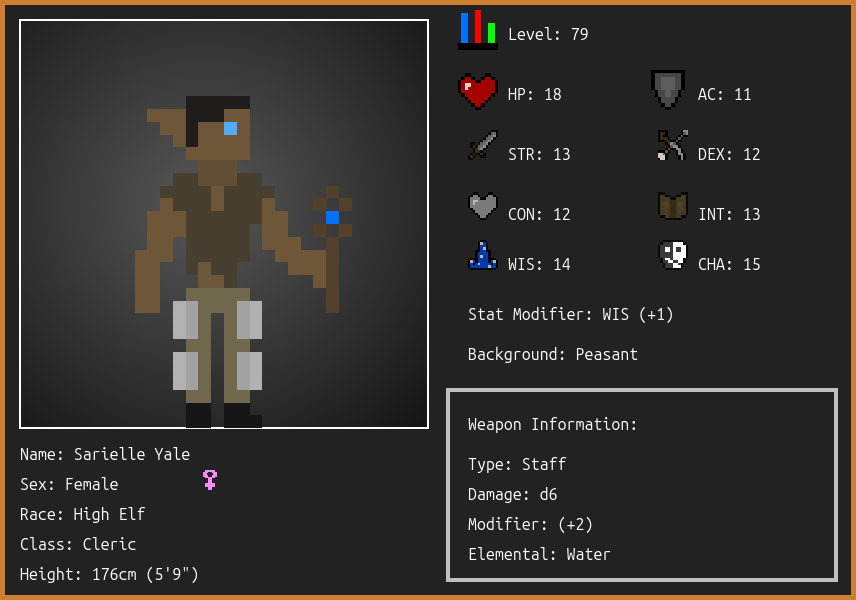 Level: 79
HP: 18
AC: 11
STR: 13
DEX: 12
CON: 12
INT: 13
WIS: 14
CHA: 15
Stat Modifier: WIS (+1)
Background: Peasant
Weapon Information:
Type: Staff
Damage: d6
Modifier: (+2)
Elemental: Water
Name: Sarielle Yale
Sex: Female
Race: High Elf
Class: Cleric
Height: 176cm (5'9")